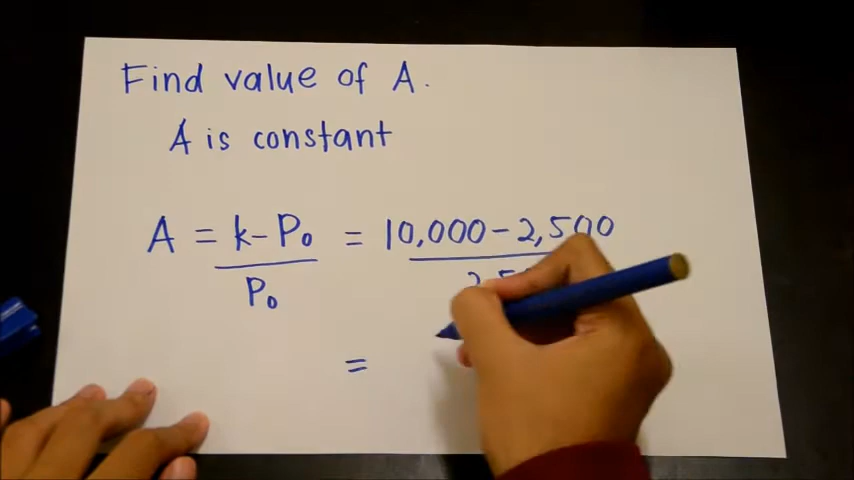 Find value of A.
A is constant
A = k - P₀ = 10,000 - 2,500
P₀
=